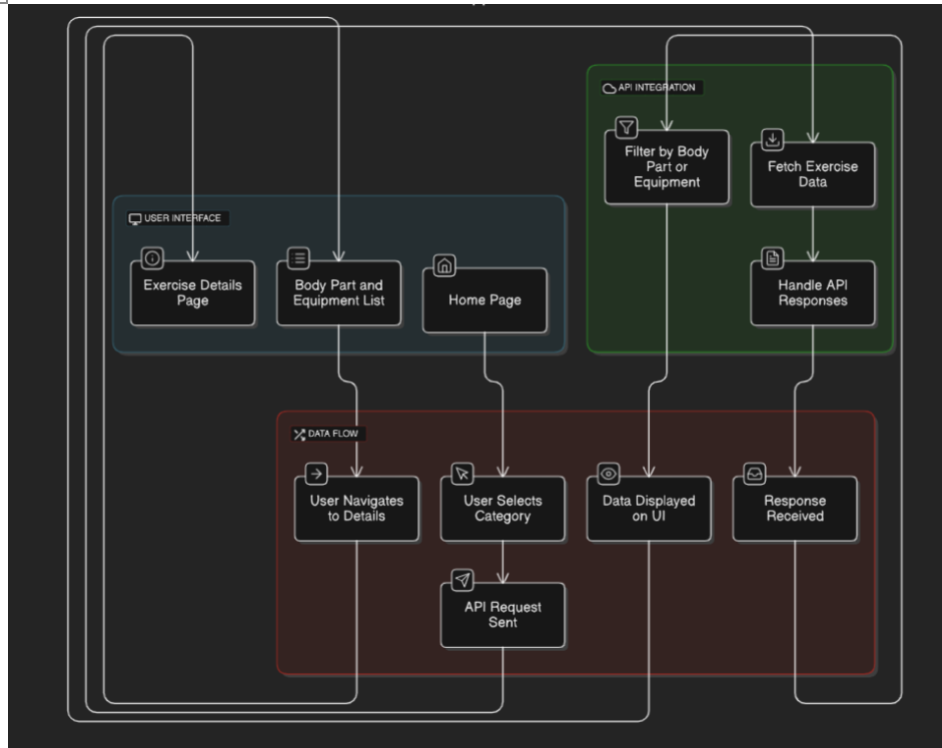 API INTEGRATION
Filter by Body
Part or
Equipment
Fetch Exercise
Data
USER INTERFACE
Exercise Details
Page
Body Part and
Equipment List
Home Page
Handle API
Responses
DATA FLOW
User Navigates
to Details
User Selects
Category
Data Displayed
on UI
Response
Received
API Request
Sent